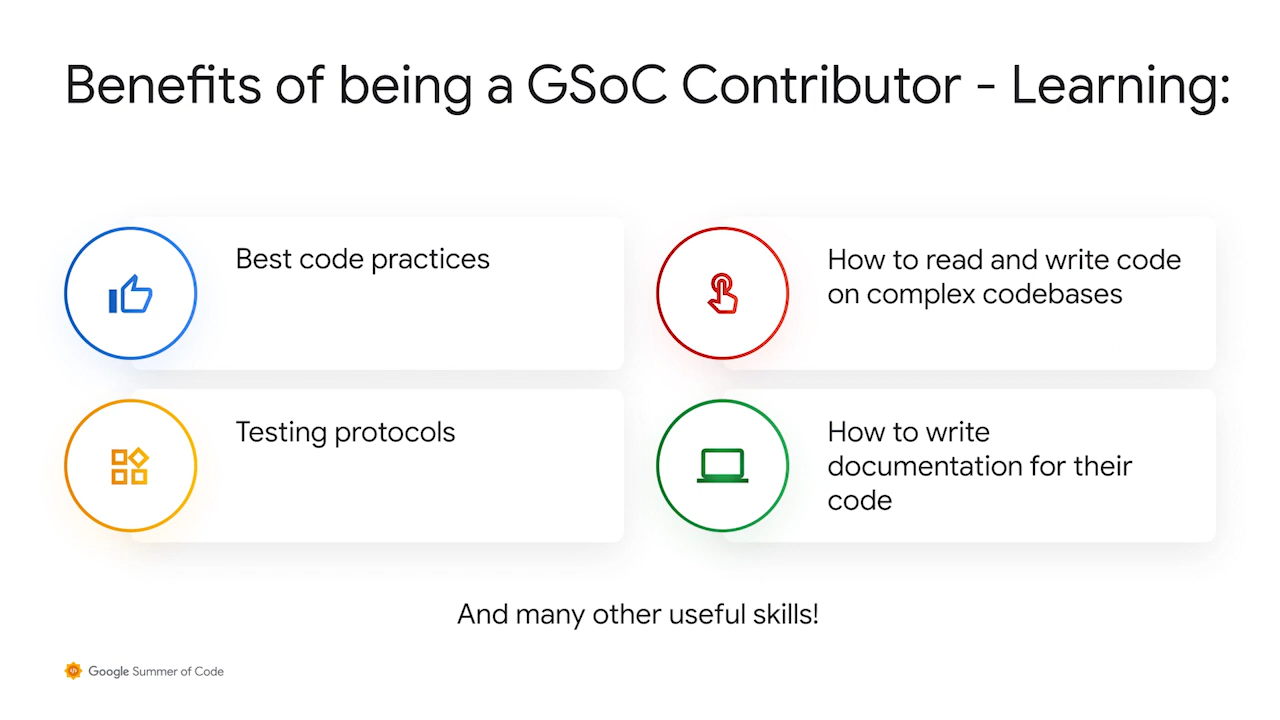 Benefits of being a GSoC Contributor - Learning:
Best code practices
How to read and write code
on complex codebases
Testing protocols
How to write
documentation for their
code
And many other useful skills!
Google Summer of Code